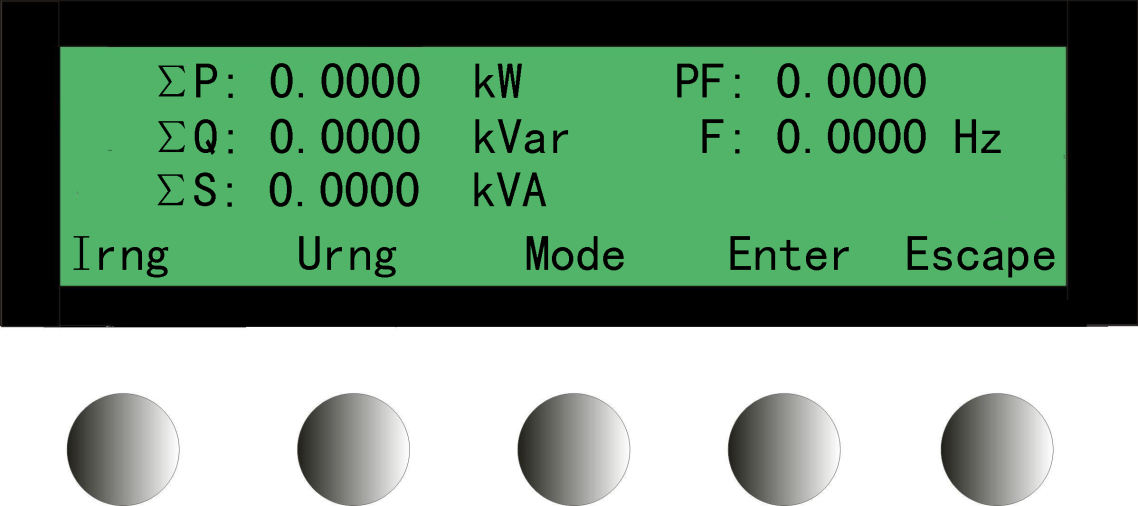 ΣP: 0.0000 kW PF: 0.0000
ΣQ: 0.0000 kVar F: 0.0000 Hz
ΣS: 0.0000 kVA
Irng Urng Mode Enter Escape